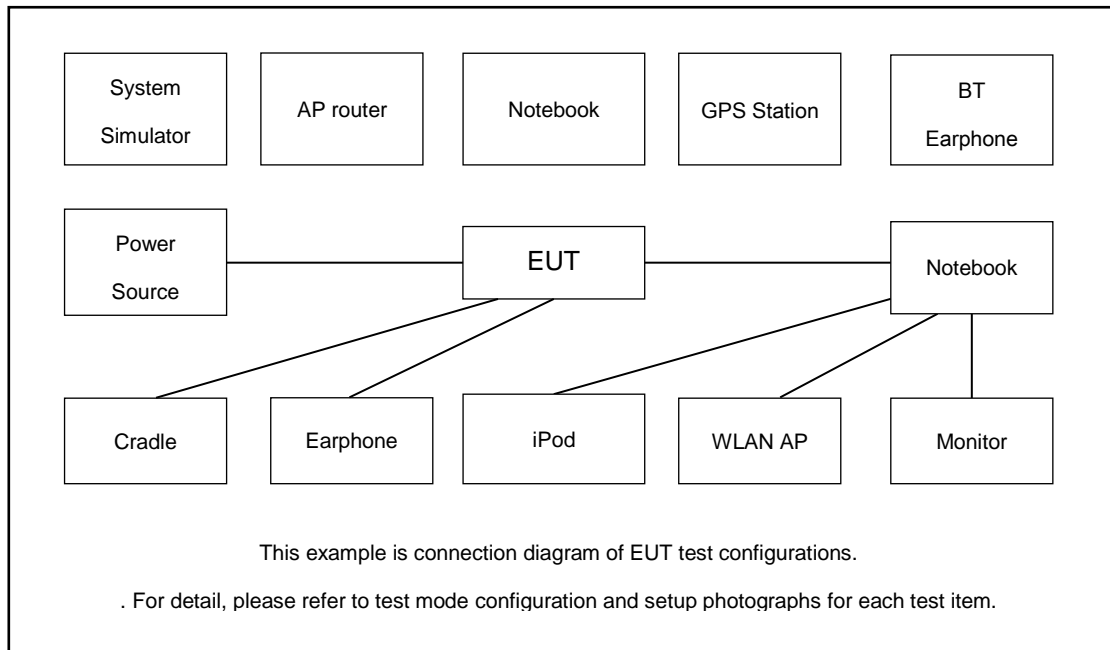 System
Simulator
AP router
Notebook
GPS Station
BT
Earphone
Power
Source
EUT
Notebook
Cradle
Earphone
iPod
WLAN AP
Monitor
This example is connection diagram of EUT test configurations.
. For detail, please refer to test mode configuration and setup photographs for each test item.